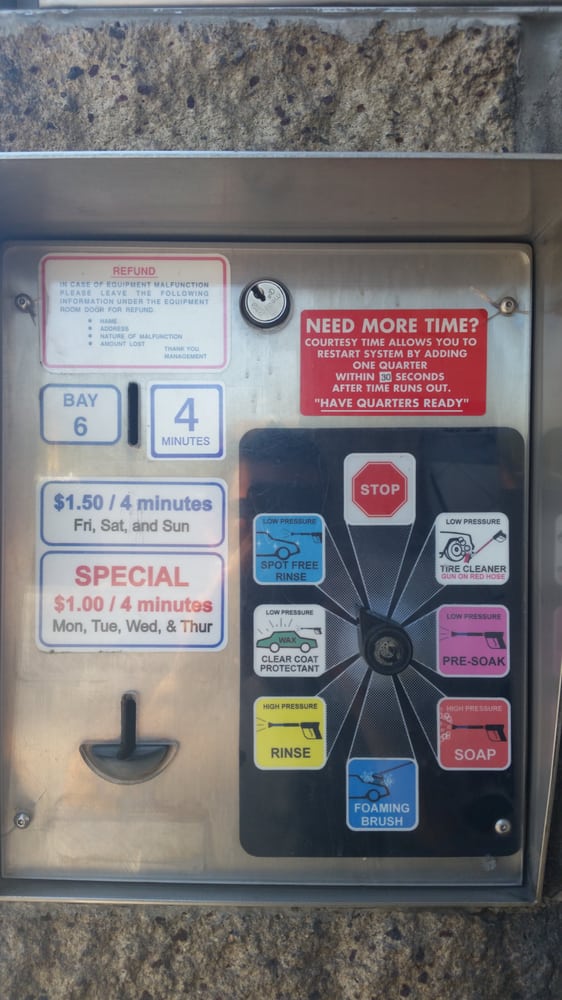 REFUND
IN CASE OF EQUIPMENT MALFUNCTION
PLEASE LEAVE THE FOLLOWING
INFORMATION UNDER THE EQUIPMENT
ROOM DOOR FOR REFUND.
NAME
ADDRESS
NATURE OF MALFUNCTION
AMOUNT LOST
THANK YOU
MANAGEMENT
NEED MORE TIME?
COURTESY TIME ALLOWS YOU TO
RESTART SYSTEM BY ADDING
ONE QUARTER
WITHIN 30 SECONDS
AFTER TIME RUNS OUT.
"HAVE QUARTERS READY"
BAY
6
4
MINUTES
$1.50 / 4 minutes
Fri, Sat, and Sun
SPECIAL
$1.00 / 4 minutes
Mon, Tue, Wed, & Thur
STOP
LOW PRESSURE
SPOT FREE
RINSE
LOW PRESSURE
TIRE CLEANER
GUN ON RED HOSE
LOW PRESSURE
WAX
CLEAR COAT
PROTECTANT
LOW PRESSURE
PRE-SOAK
HIGH PRESSURE
RINSE
HIGH PRESSURE
SOAP
FOAMING
BRUSH